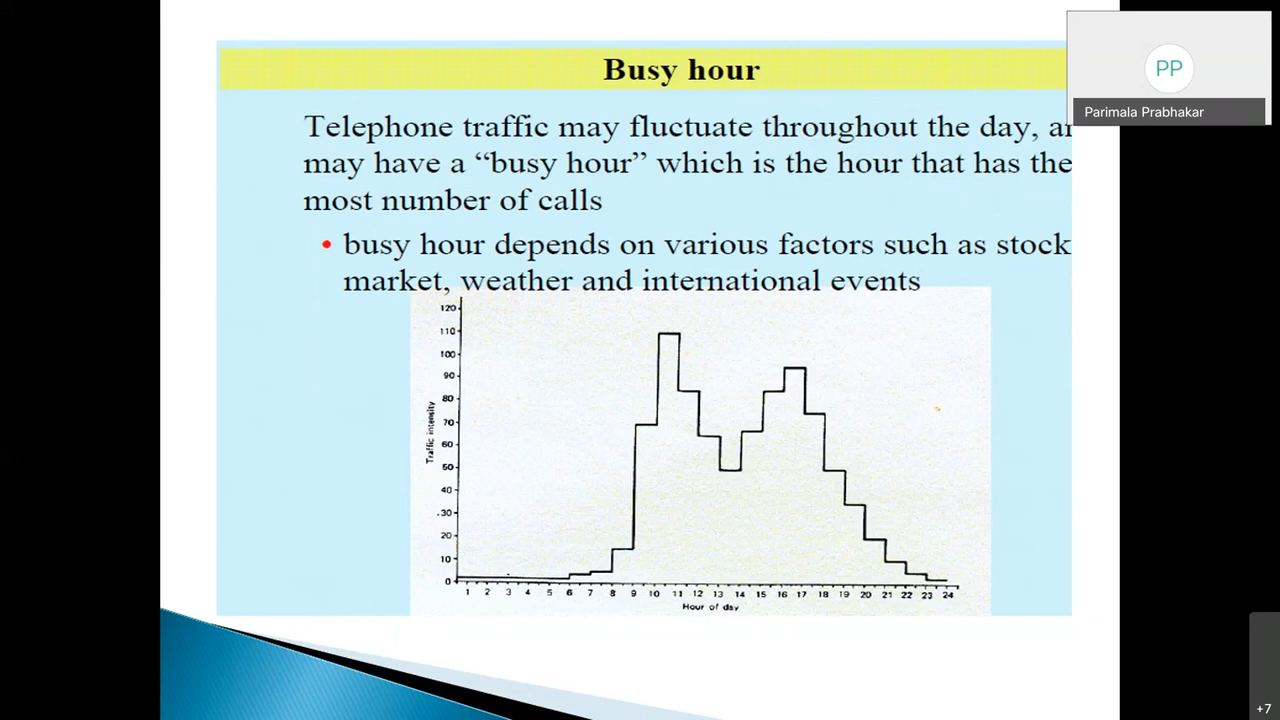 Busy hour
PP
Parimala Prabhakar
Telephone traffic may fluctuate throughout the day, ar
may have a “busy hour” which is the hour that has the
most number of calls
• busy hour depends on various factors such as stock
market, weather and international events
120
110
100
90
80
70
60
50
40
30
20
10
0
Traffic intensity
1 2 3 4 5 6 7 8 9 10 11 12 13 14 15 16 17 18 19 20 21 22 23 24
Hour of day
+7